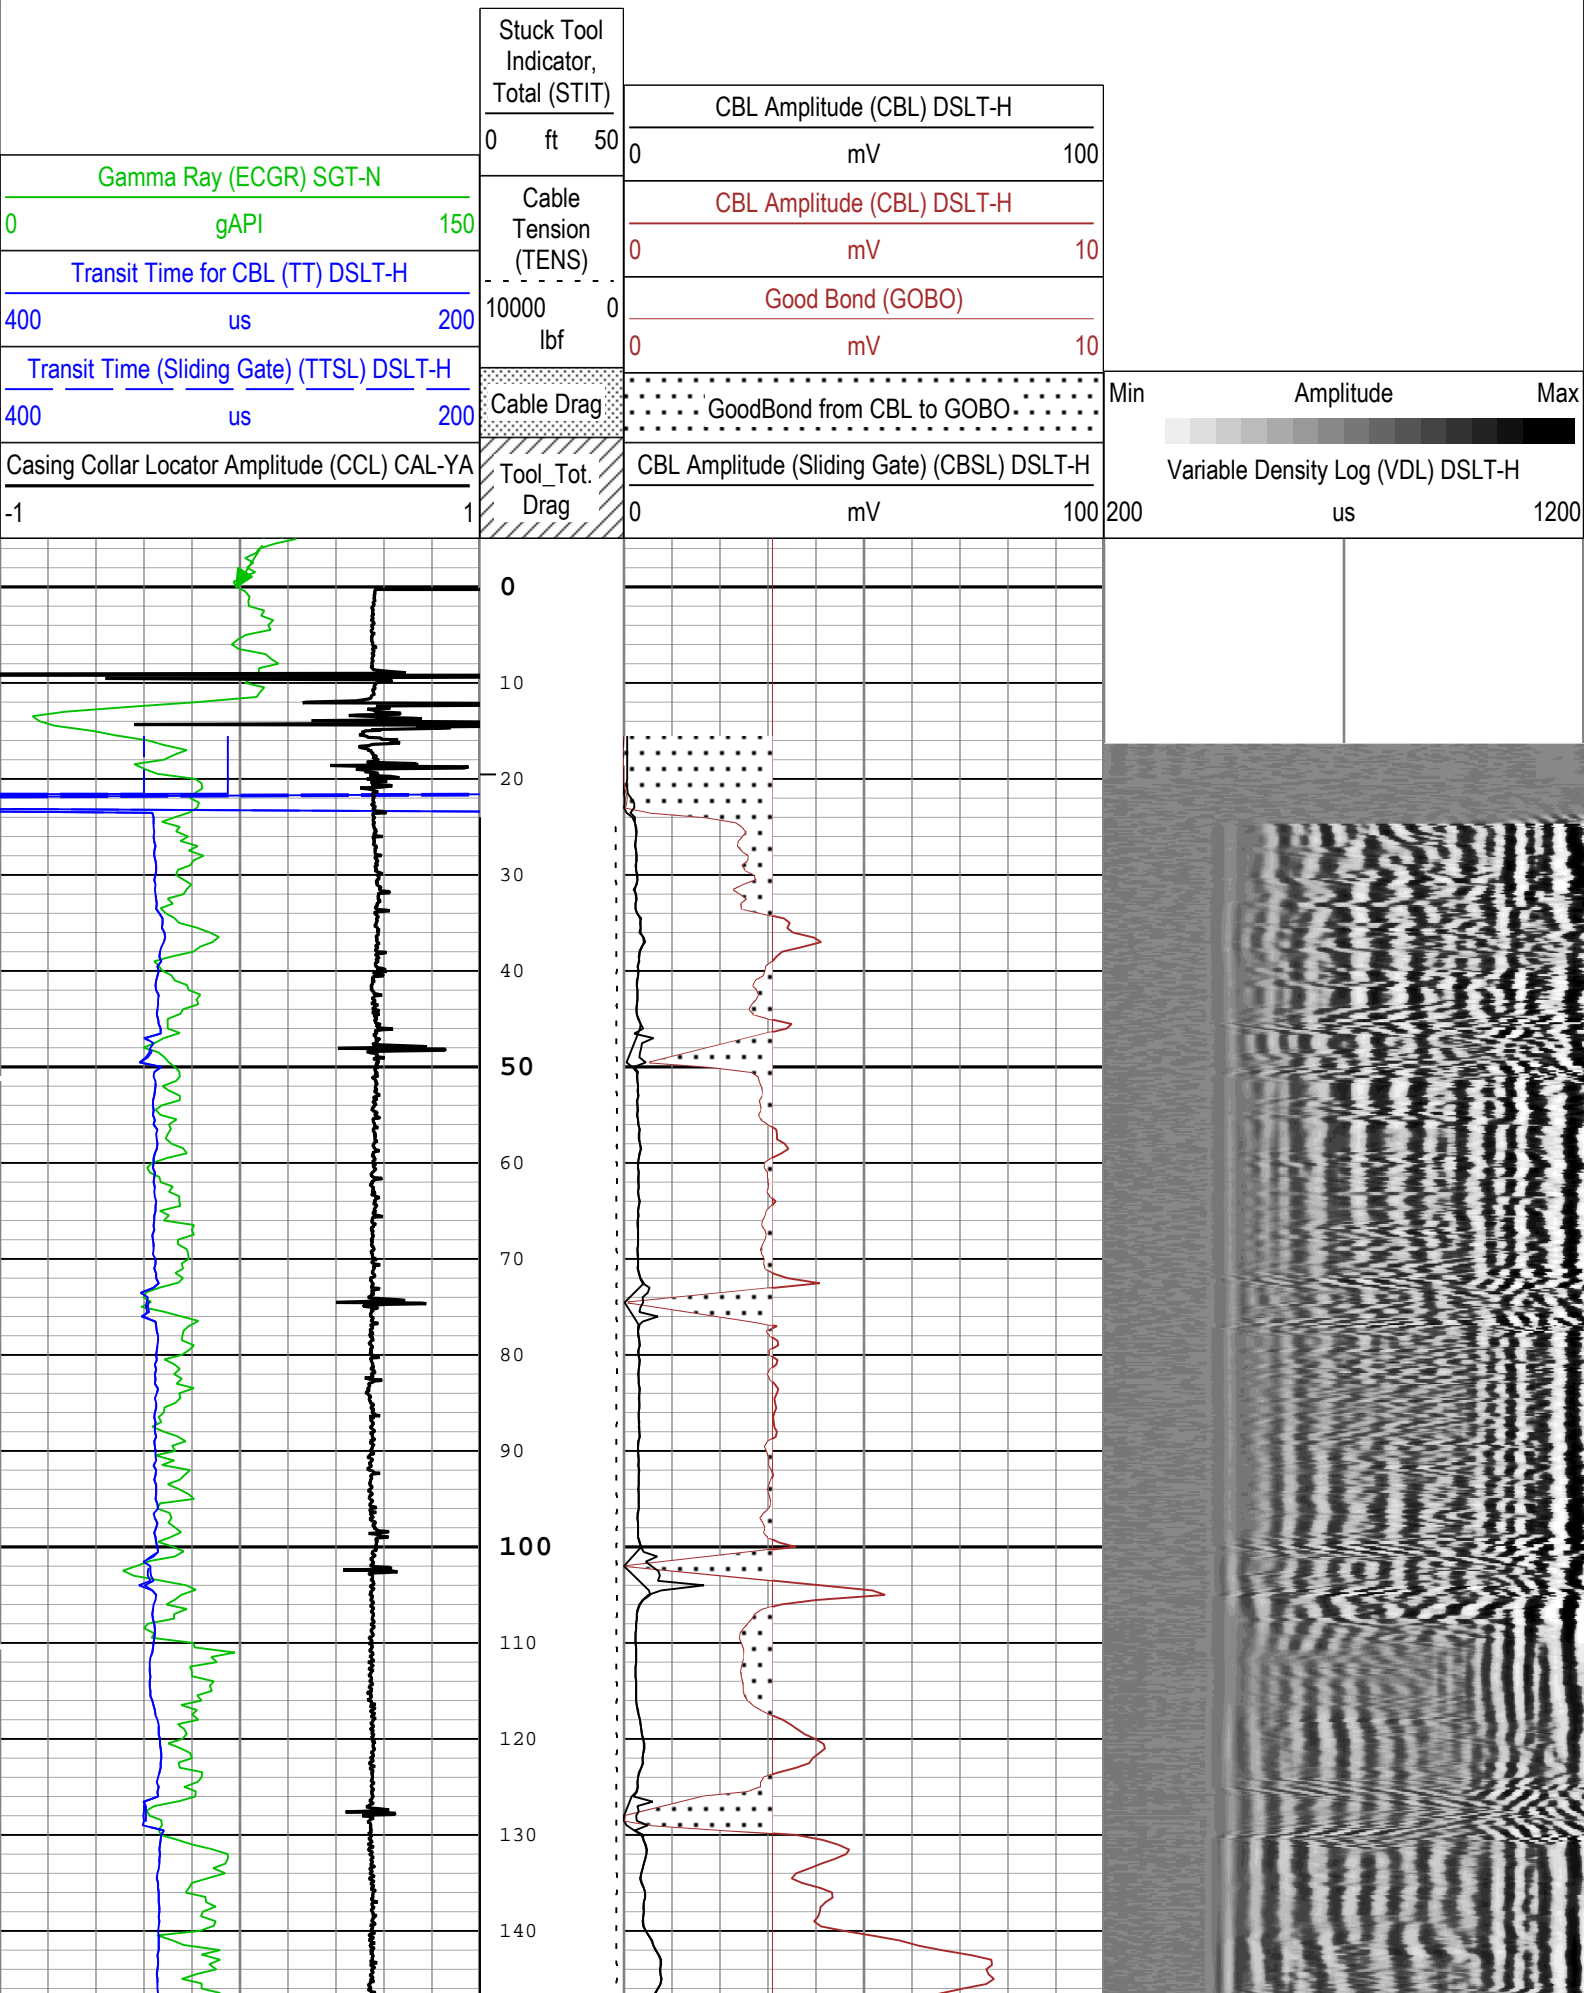 Stuck Tool
Indicator,
Total (STIT)
0 ft 50
Cable
Tension
(TENS)
10000 0
lbf
Cable Drag
Tool_Tot.
Drag
Gamma Ray (ECGR) SGT-N
0 gAPI 150
Transit Time for CBL (TT) DSLT-H
400 us 200
Transit Time (Sliding Gate) (TTSL) DSLT-H
400 us 200
Casing Collar Locator Amplitude (CCL) CAL-YA
-1 1
CBL Amplitude (CBL) DSLT-H
0 mV 100
CBL Amplitude (CBL) DSLT-H
0 mV 10
Good Bond (GOBO)
0 mV 10
GoodBond from CBL to GOBO
CBL Amplitude (Sliding Gate) (CBSL) DSLT-H
0 mV 100
Min Amplitude Max
Variable Density Log (VDL) DSLT-H
200 us 1200
0
10
20
30
40
50
60
70
80
90
100
110
120
130
140